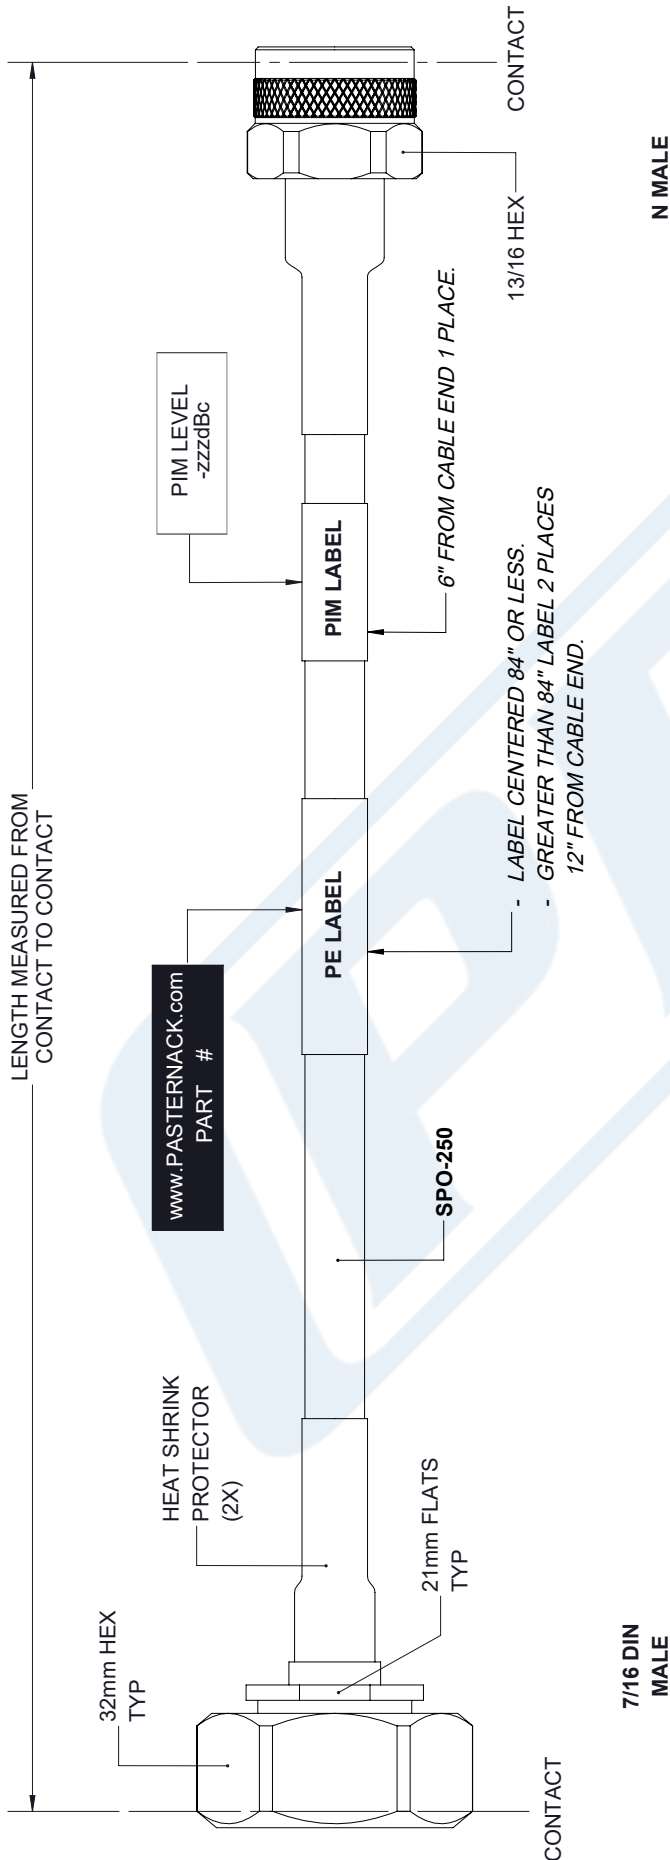 LENGTH MEASURED FROM
CONTACT TO CONTACT
32mm HEX
TYP
HEAT SHRINK
PROTECTOR
(2X)
www.PASTERNACK.com
PART #
PIM LEVEL
-zzzdBc
PE LABEL
PIM LABEL
21mm FLATS
TYP
SPO-250
- LABEL CENTERED 84" OR LESS.
- GREATER THAN 84" LABEL 2 PLACES
12" FROM CABLE END.
6" FROM CABLE END 1 PLACE.
13/16 HEX
CONTACT
CONTACT
7/16 DIN
MALE
N MALE